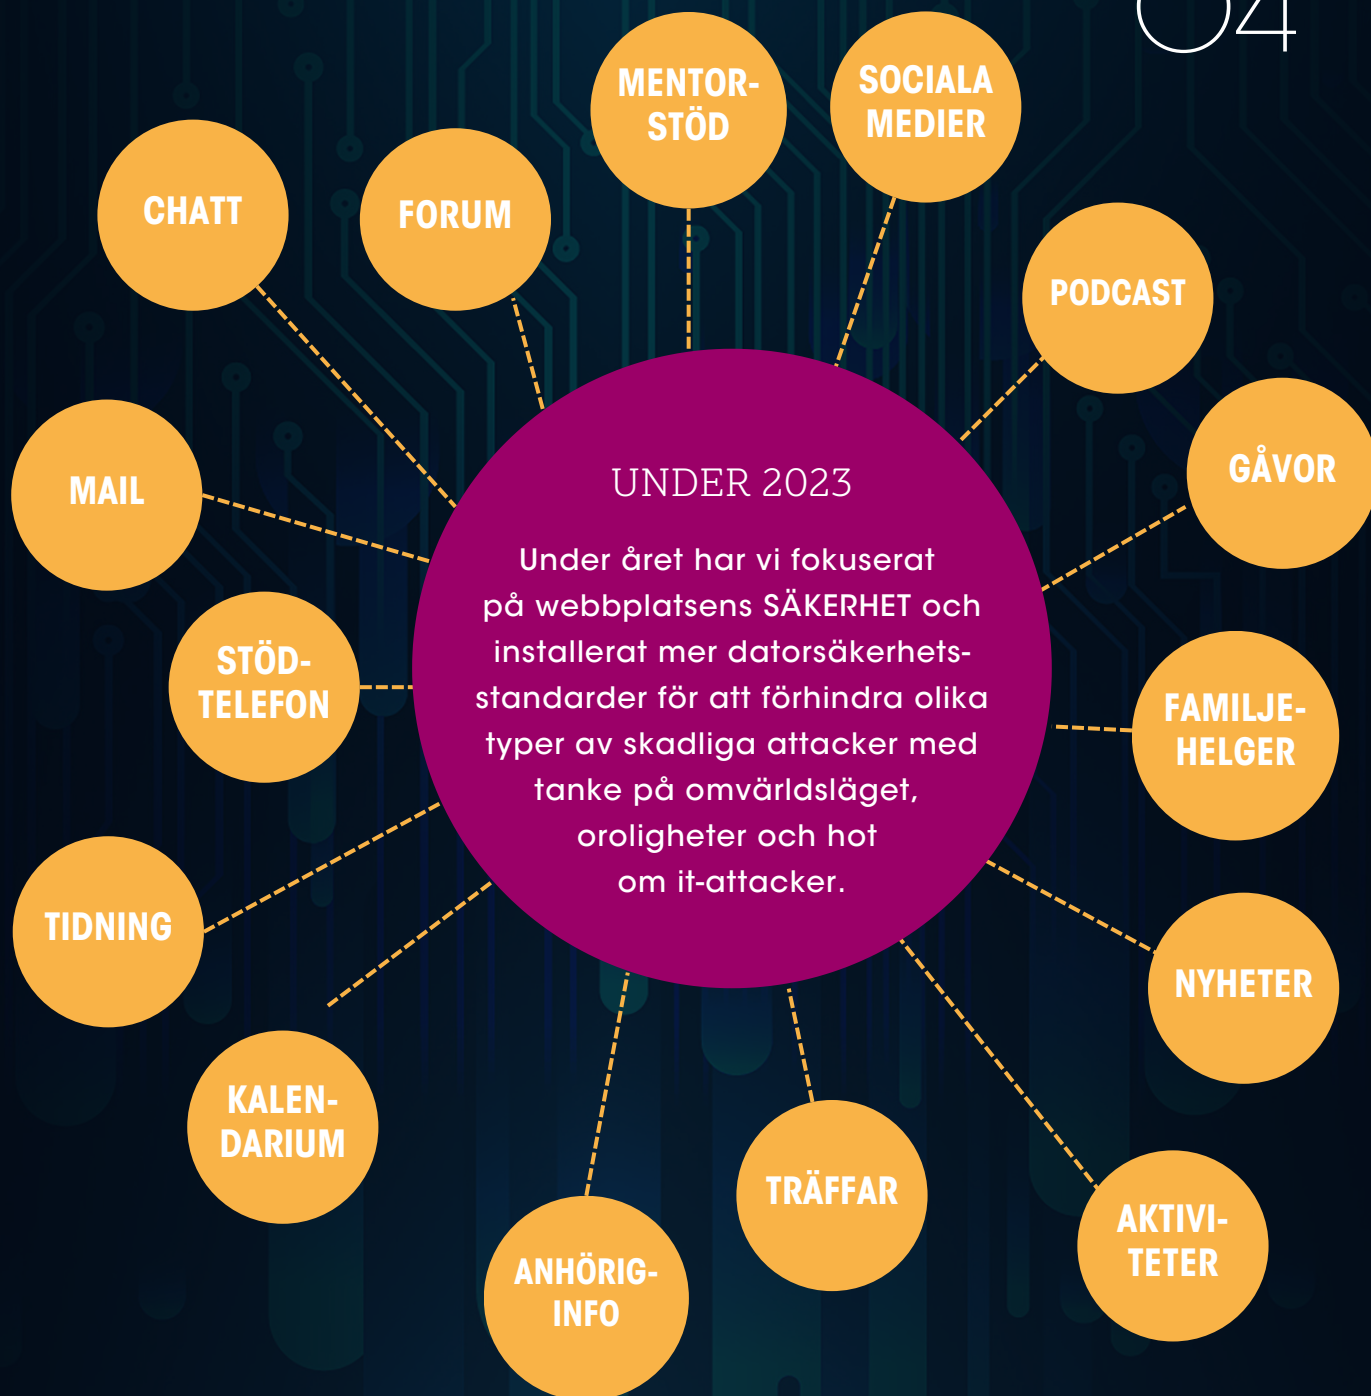 04
MENTOR-
STÖD
SOCIALA
MEDIER
CHATT
FORUM
PODCAST
GÅVOR
MAIL
UNDER 2023
Under året har vi fokuserat
på webbplatsens SÄKERHET och
installerat mer datorsäkerhets-
standarder för att förhindra olika
typer av skadliga attacker med
tanke på omvärldsläget,
oroligheter och hot
om it-attacker.
STÖD-
TELEFON
FAMILJE-
HELGER
TIDNING
NYHETER
KALEN-
DARIUM
TRÄFFAR
AKTIVI-
TETER
ANHÖRIG-
INFO